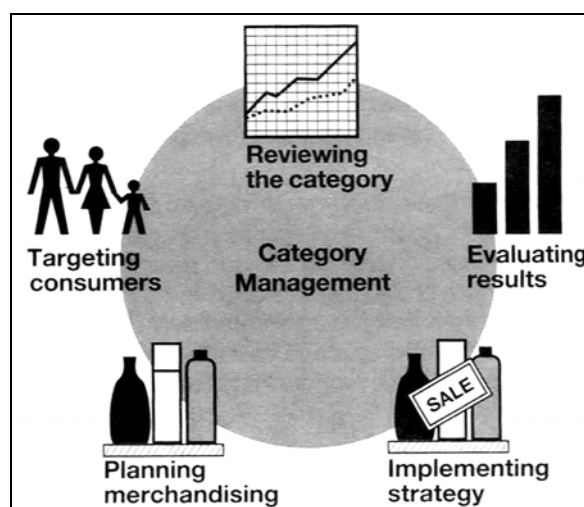 Reviewing
the category
Targeting
consumers
Category
Management
Evaluating
results
SALE
Planning
merchandising
Implementing
strategy